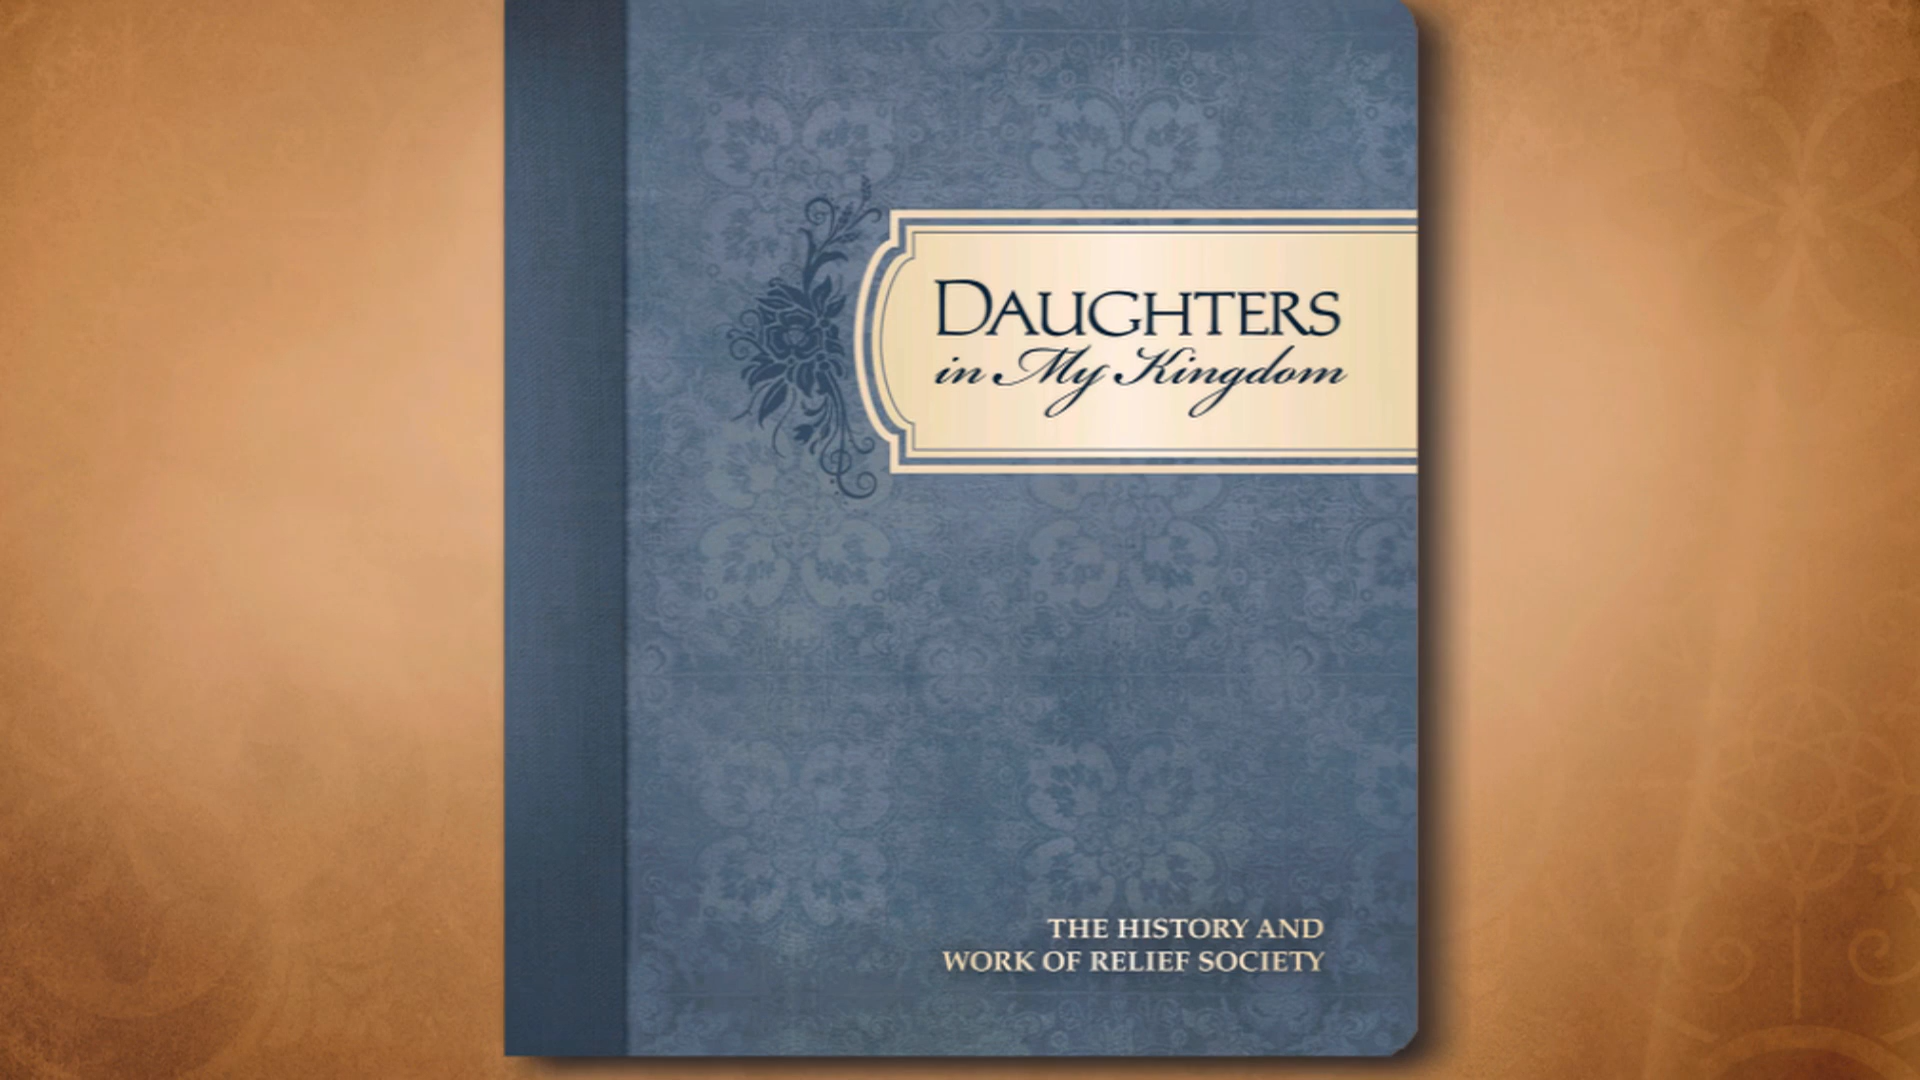 DAUGHTERS
in My Kingdom
THE HISTORY AND
WORK OF RELIEF SOCIETY